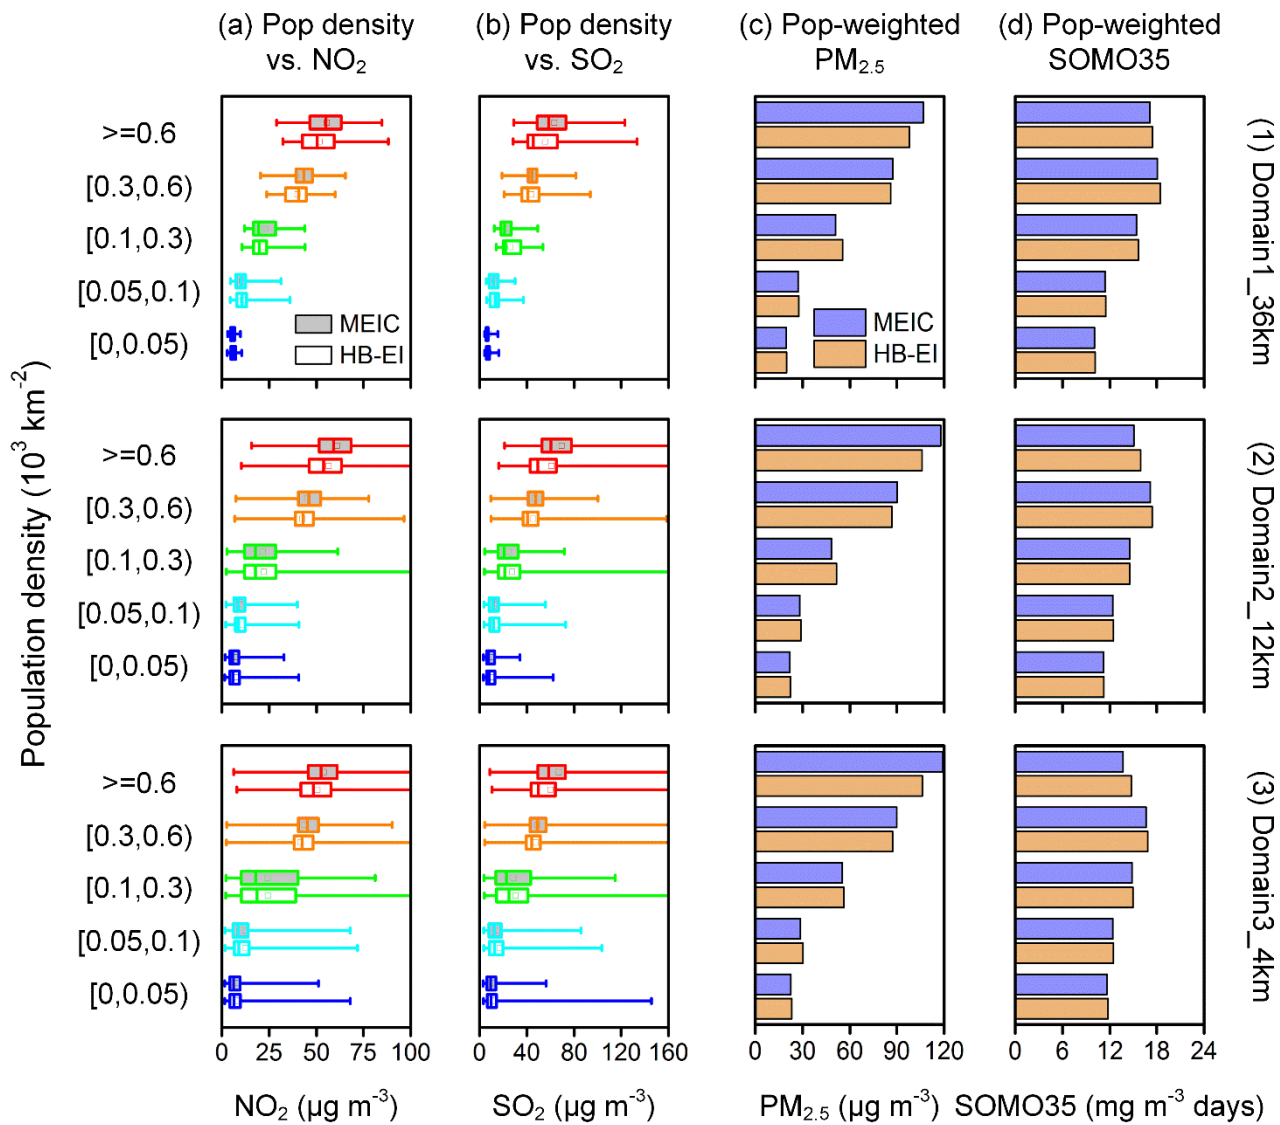 (a) Pop density
vs. NO2
(b) Pop density
vs. SO2
(c) Pop-weighted
PM2.5
(d) Pop-weighted
SOMO35
Population density (10^3 km^-2)
>=0.6
[0.3,0.6)
[0.1,0.3)
[0.05,0.1)
[0,0.05)
MEIC
HB-EI
MEIC
HB-EI
(1) Domain1_36km
>=0.6
[0.3,0.6)
[0.1,0.3)
[0.05,0.1)
[0,0.05)
(2) Domain2_12km
>=0.6
[0.3,0.6)
[0.1,0.3)
[0.05,0.1)
[0,0.05)
(3) Domain3_4km
0 25 50 75 100
0 40 80 120 160
0 30 60 90 120
0 6 12 18 24
NO2 (µg m^-3)
SO2 (µg m^-3)
PM2.5 (µg m^-3)
SOMO35 (mg m^-3 days)